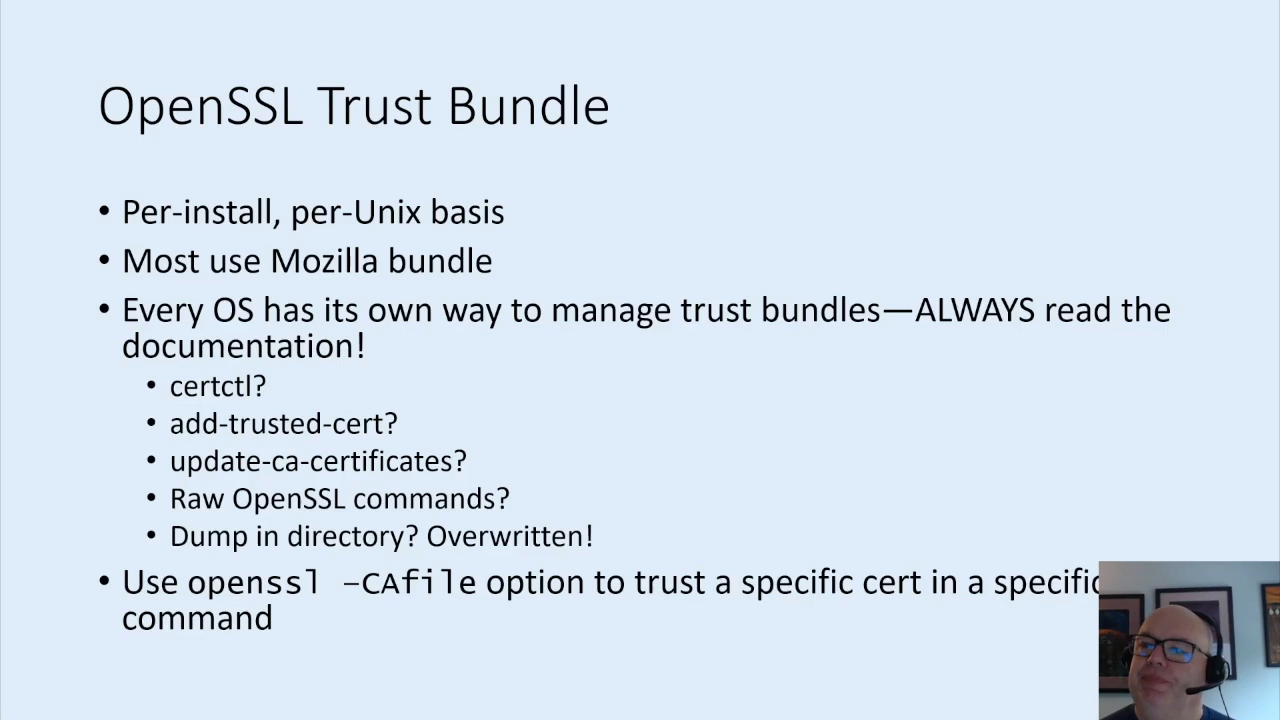 OpenSSL Trust Bundle
• Per-install, per-Unix basis
• Most use Mozilla bundle
• Every OS has its own way to manage trust bundles—ALWAYS read the
documentation!
• certctl?
• add-trusted-cert?
• update-ca-certificates?
• Raw OpenSSL commands?
• Dump in directory? Overwritten!
• Use openssl –CAfile option to trust a specific cert in a specific
command